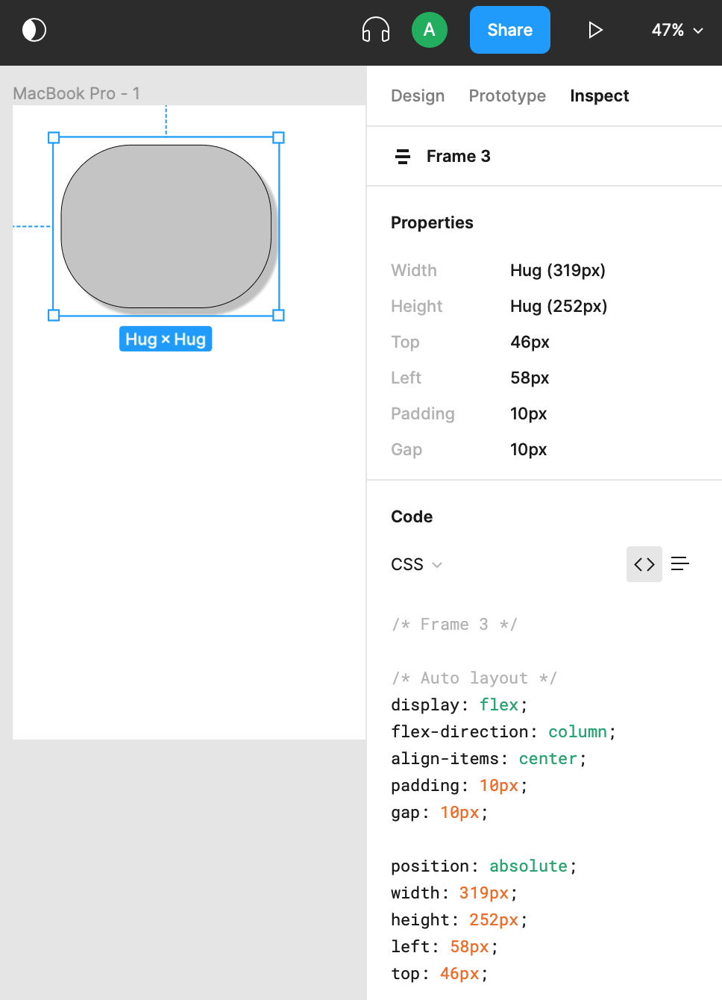 A
Share
47%
MacBook Pro - 1
Hug × Hug
Design Prototype Inspect
Frame 3
Properties
Width Hug (319px)
Height Hug (252px)
Top 46px
Left 58px
Padding 10px
Gap 10px
Code
CSS
/* Frame 3 */
/* Auto layout */
display: flex;
flex-direction: column;
align-items: center;
padding: 10px;
gap: 10px;
position: absolute;
width: 319px;
height: 252px;
left: 58px;
top: 46px;